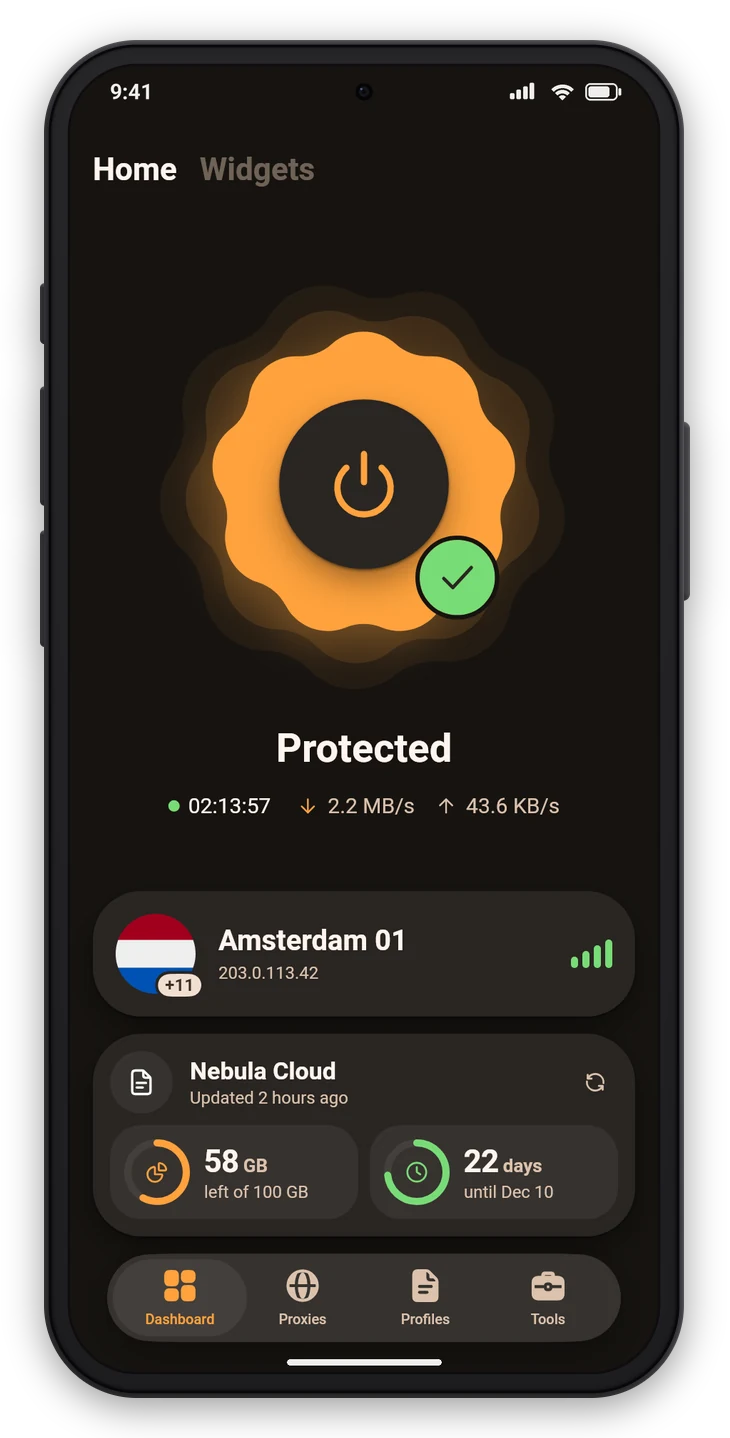 9:41
Home Widgets
Protected
02:13:57 2.2 MB/s 43.6 KB/s
Amsterdam 01
203.0.113.42
+11
Nebula Cloud
Updated 2 hours ago
58 GB
left of 100 GB
22 days
until Dec 10
Dashboard Proxies Profiles Tools